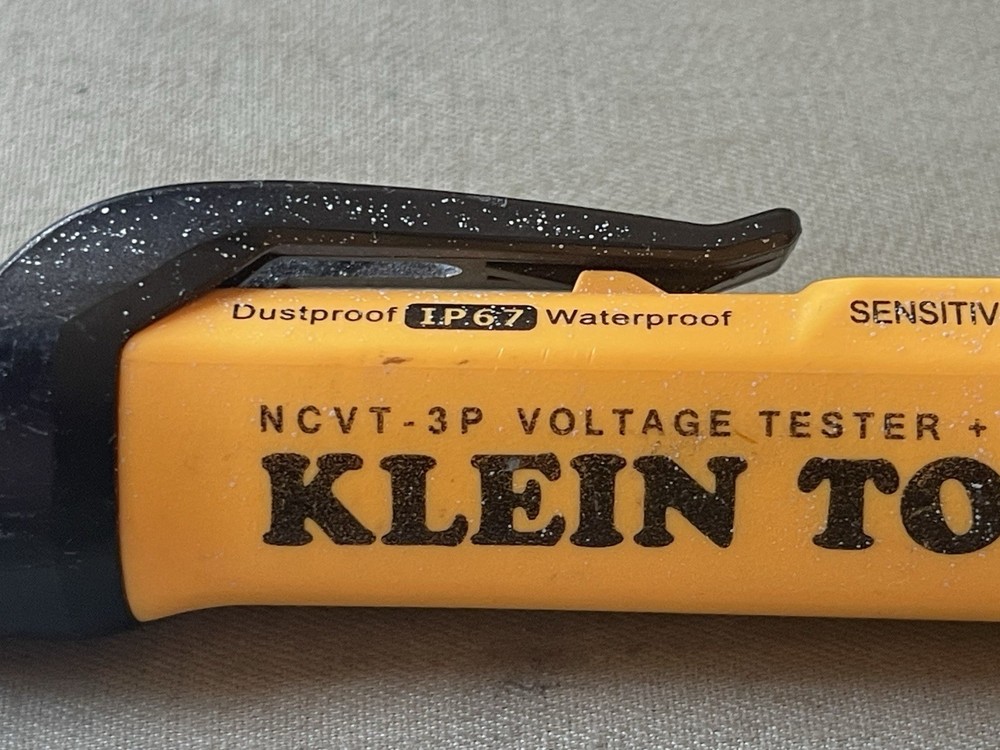 Dustproof IP67 Waterproof
SENSITIV
NCVT-3P VOLTAGE TESTER +
KLEIN TO